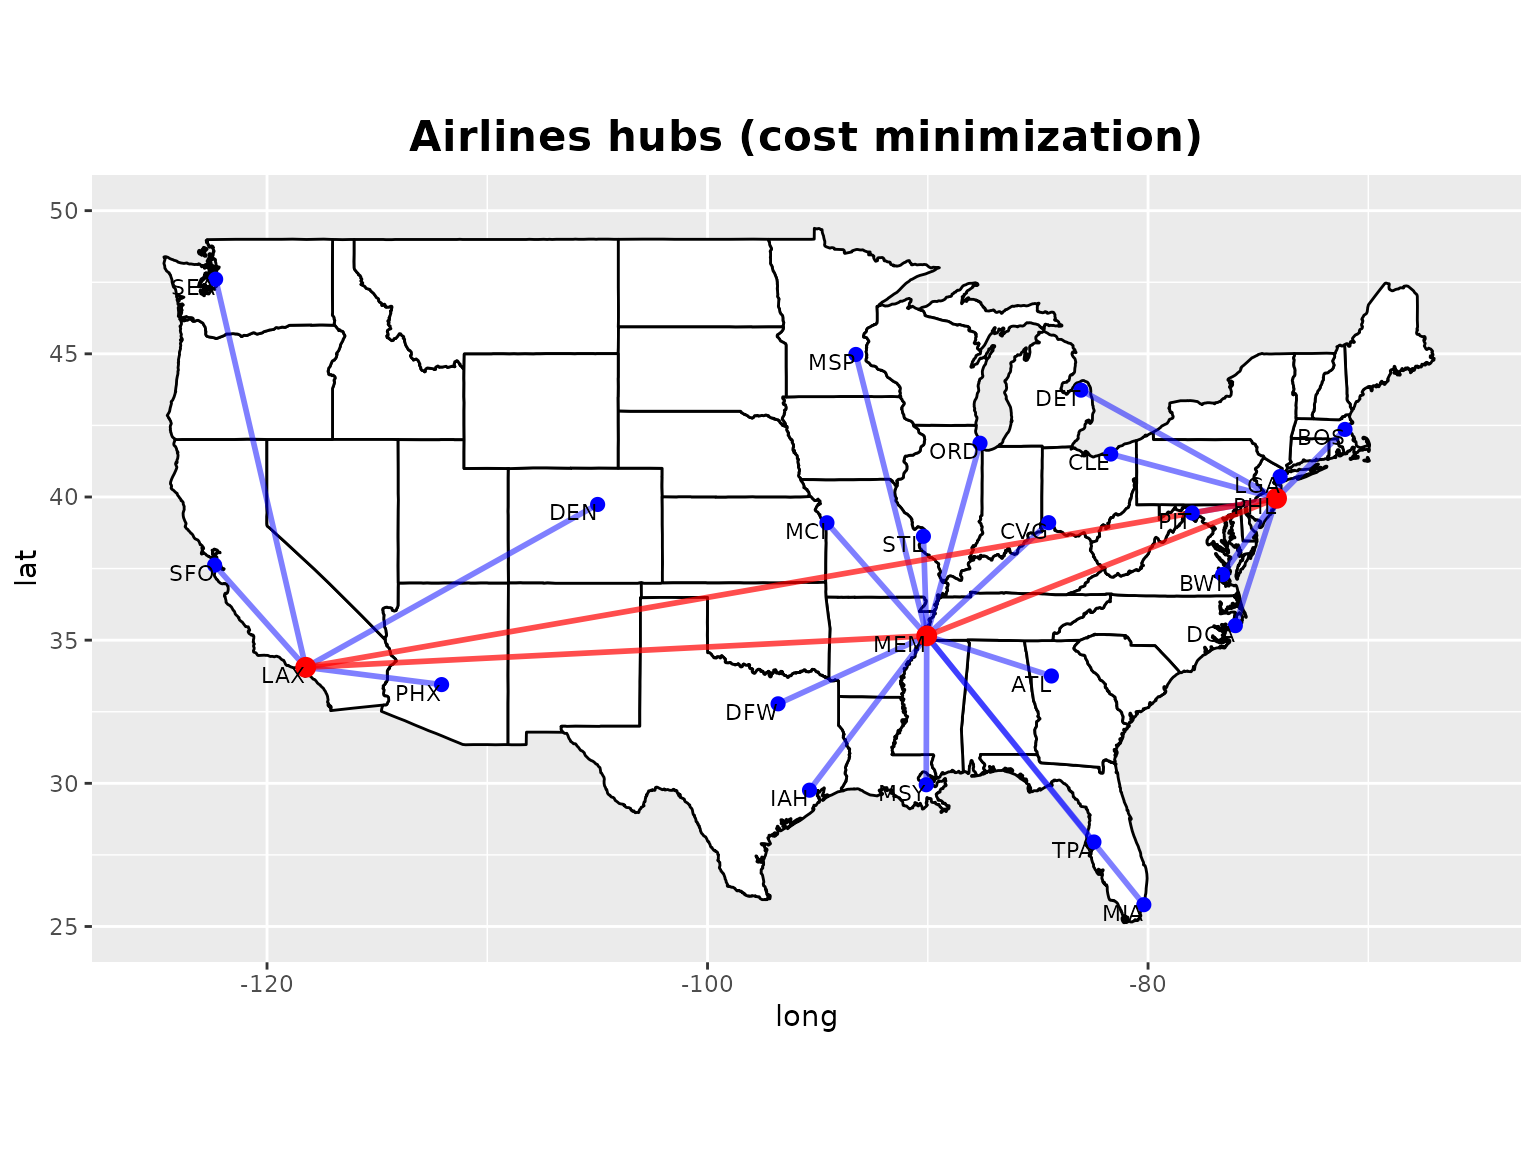 Airlines hubs (cost minimization)
50
45
40
35
30
25
lat
SEA
MSP
DET
BOS
ORD
CLE
LGA
PHL
DEN
MCI
STL
CVG
PIT
SFO
BWI
MEM
DCA
LAX
PHX
ATL
DFW
IAH
MSY
TPA
MIA
-120
-100
-80
long